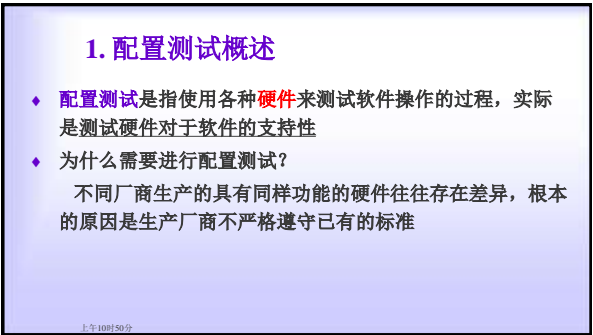 1. 配置测试概述
配置测试是指使用各种硬件来测试软件操作的过程，实际
是测试硬件对于软件的支持性
为什么需要进行配置测试？
不同厂商生产的具有同样功能的硬件往往存在差异，根本
的原因是生产厂商不严格遵守已有的标准
上午10时50分